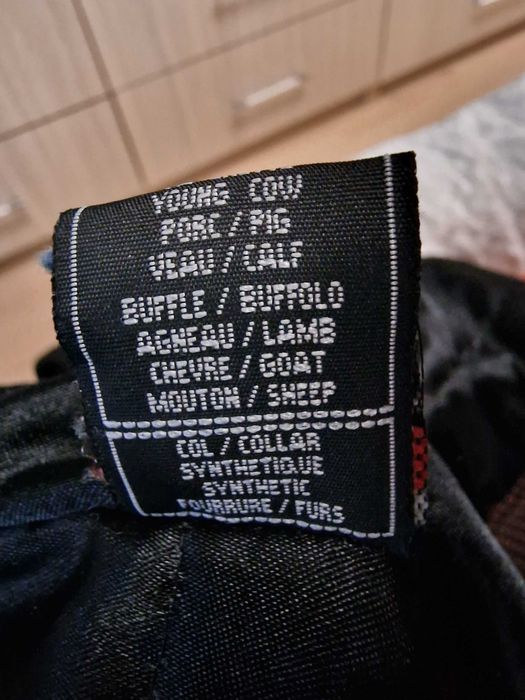 YOUNG COW
PORC / PIG
VEAU / CALF
BUFFLE / BUFFOLO
AGNEAU / LAMB
CHEVRE / GOAT
MOUTON / SHEEP
COL / COLLAR
SYNTHETIQUE
SYNTHETIC
FOURRURE / FURS